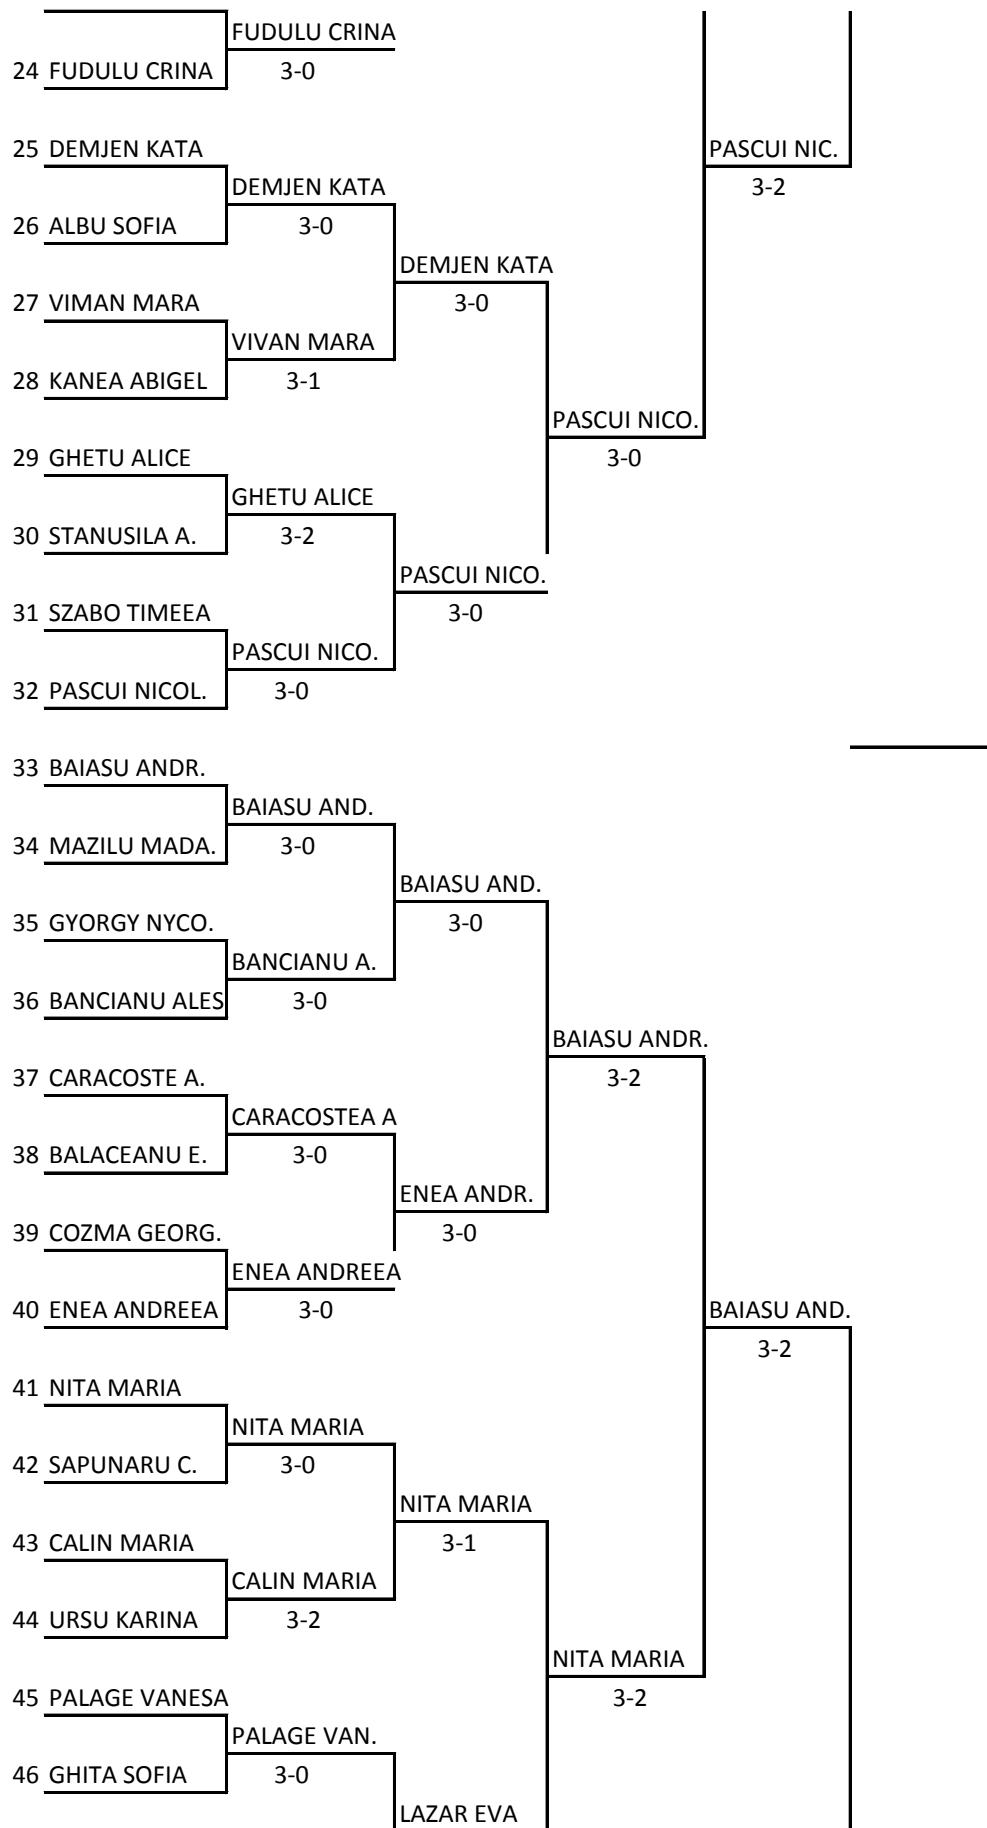 FUDULU CRINA
24 FUDULU CRINA 3-0
25 DEMJEN KATA PASCUI NIC.
DEMJEN KATA 3-2
26 ALBU SOFIA 3-0
DEMJEN KATA
27 VIMAN MARA 3-0
VIVAN MARA
28 KANEA ABIGEL 3-1
PASCUI NICO.
29 GHETU ALICE 3-0
GHETU ALICE
30 STANUSILA A. 3-2
PASCUI NICO.
31 SZABO TIMEEA 3-0
PASCUI NICO.
32 PASCUI NICOL. 3-0
33 BAIASU ANDR.
BAIASU AND.
34 MAZILU MADA. 3-0
BAIASU AND.
35 GYORGY NYCO. 3-0
BANCIANU A.
36 BANCIANU ALES 3-0
BAIASU ANDR.
37 CARACOSTE A. 3-2
CARACOSTEA A
38 BALACEANU E. 3-0
ENEA ANDR.
39 COZMA GEORG. 3-0
ENEA ANDREEA
40 ENEA ANDREEA 3-0 BAIASU AND.
3-2
41 NITA MARIA
NITA MARIA
42 SAPUNARU C. 3-0
NITA MARIA
43 CALIN MARIA 3-1
CALIN MARIA
44 URSU KARINA 3-2
NITA MARIA
45 PALAGE VANESA 3-2
PALAGE VAN.
46 GHITA SOFIA 3-0
LAZAR EVA